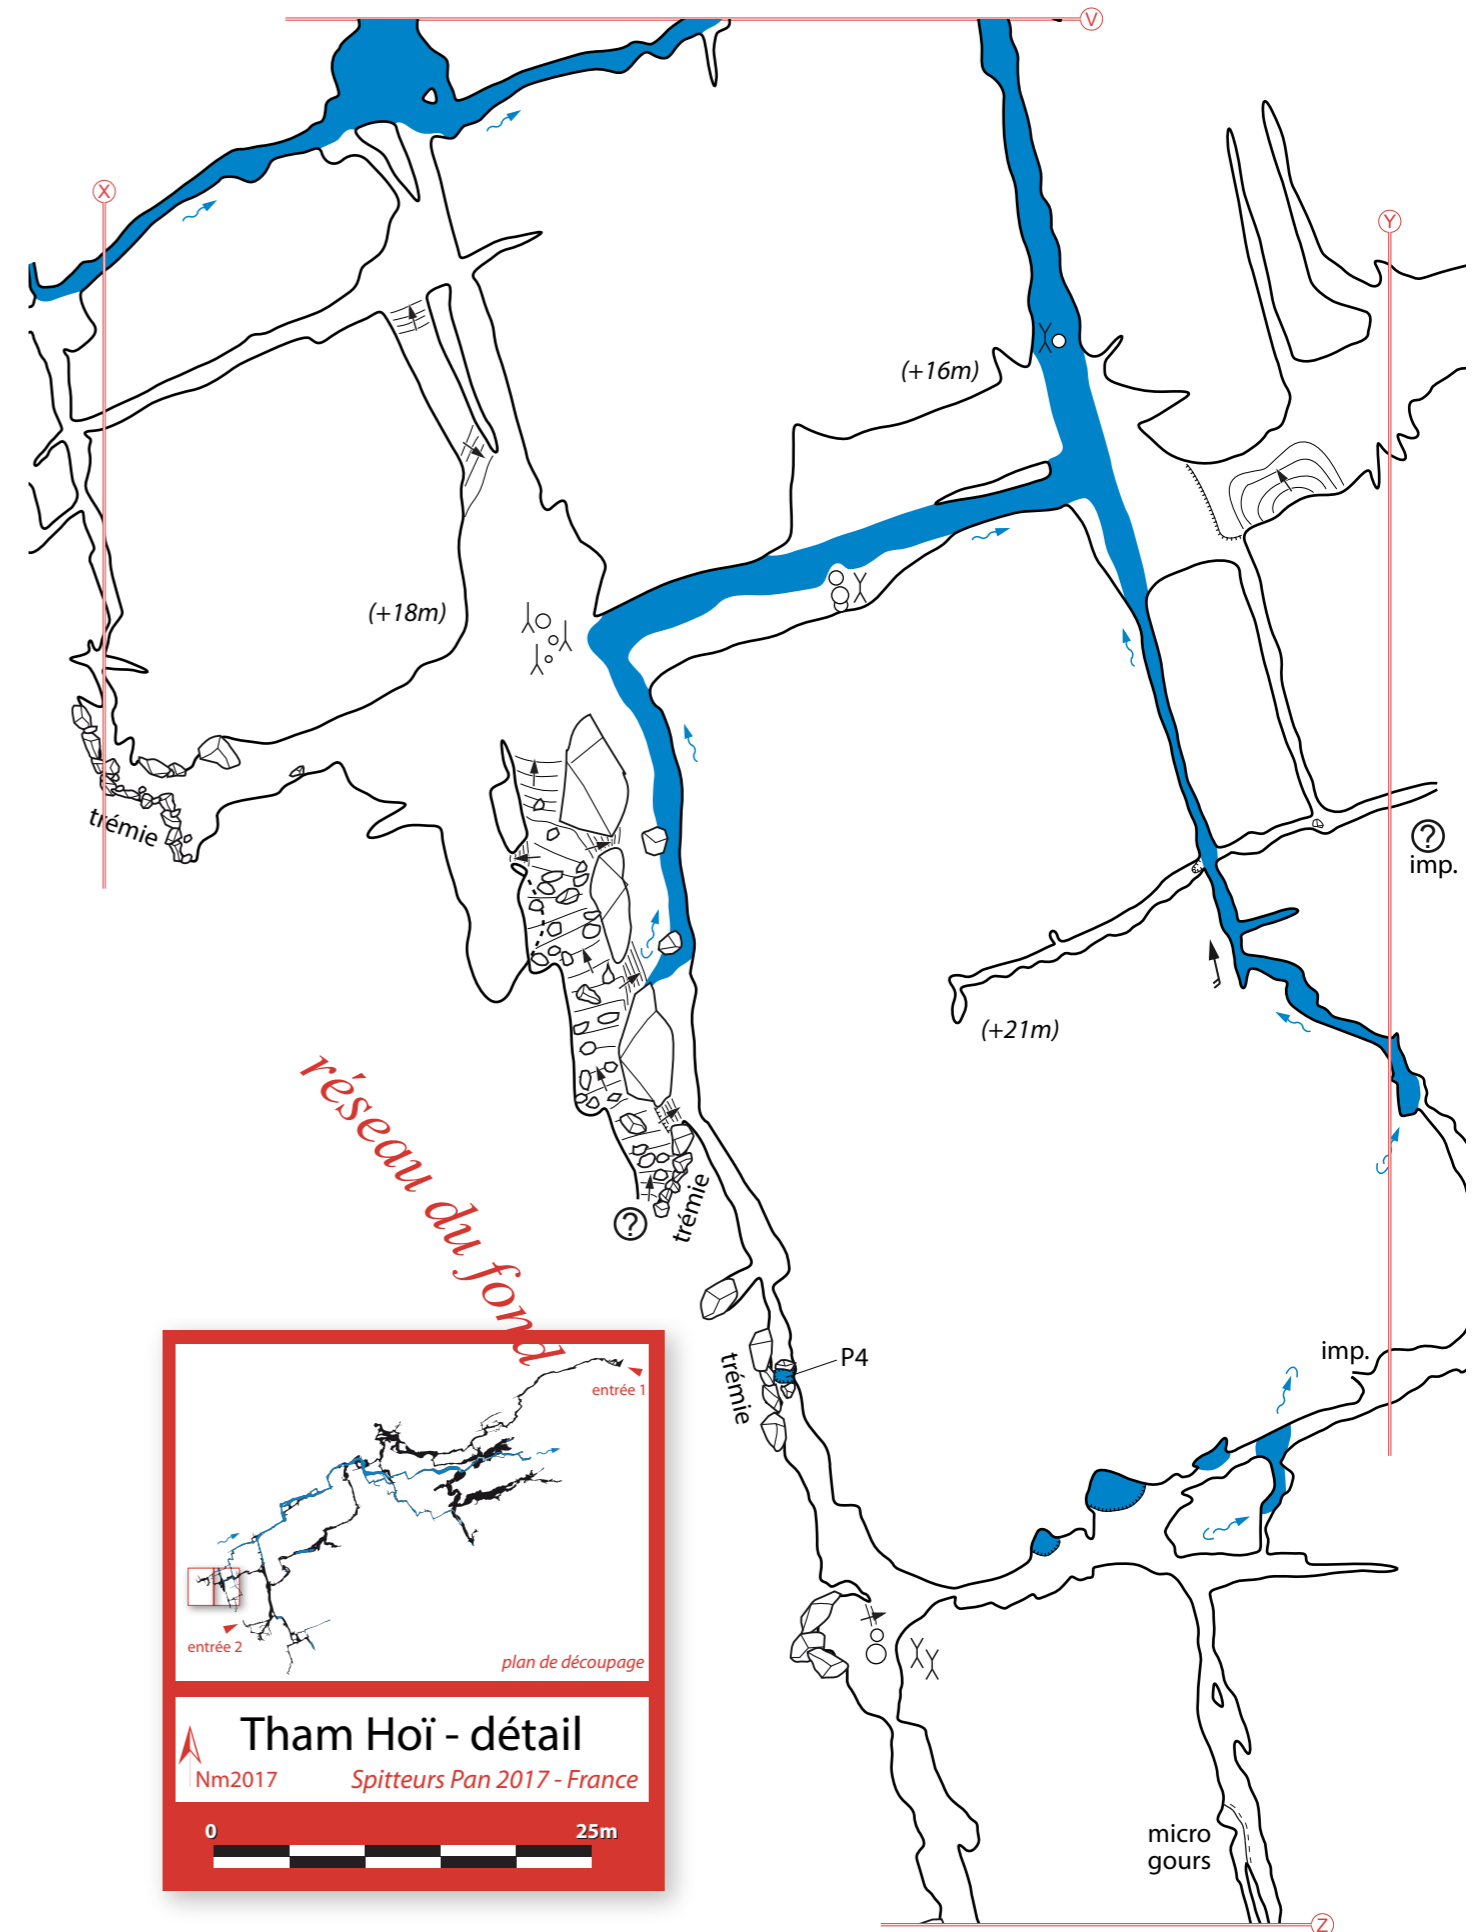 V
X
Y
(+16m)
(+18m)
trémie
?
imp.
(+21m)
réseau du fond
?
trémie
imp.
P4
trémie
entrée 1
entrée 2
plan de découpage
Tham Hoï - détail
Nm2017
Spitteurs Pan 2017 - France
0
25m
micro
gours
Z